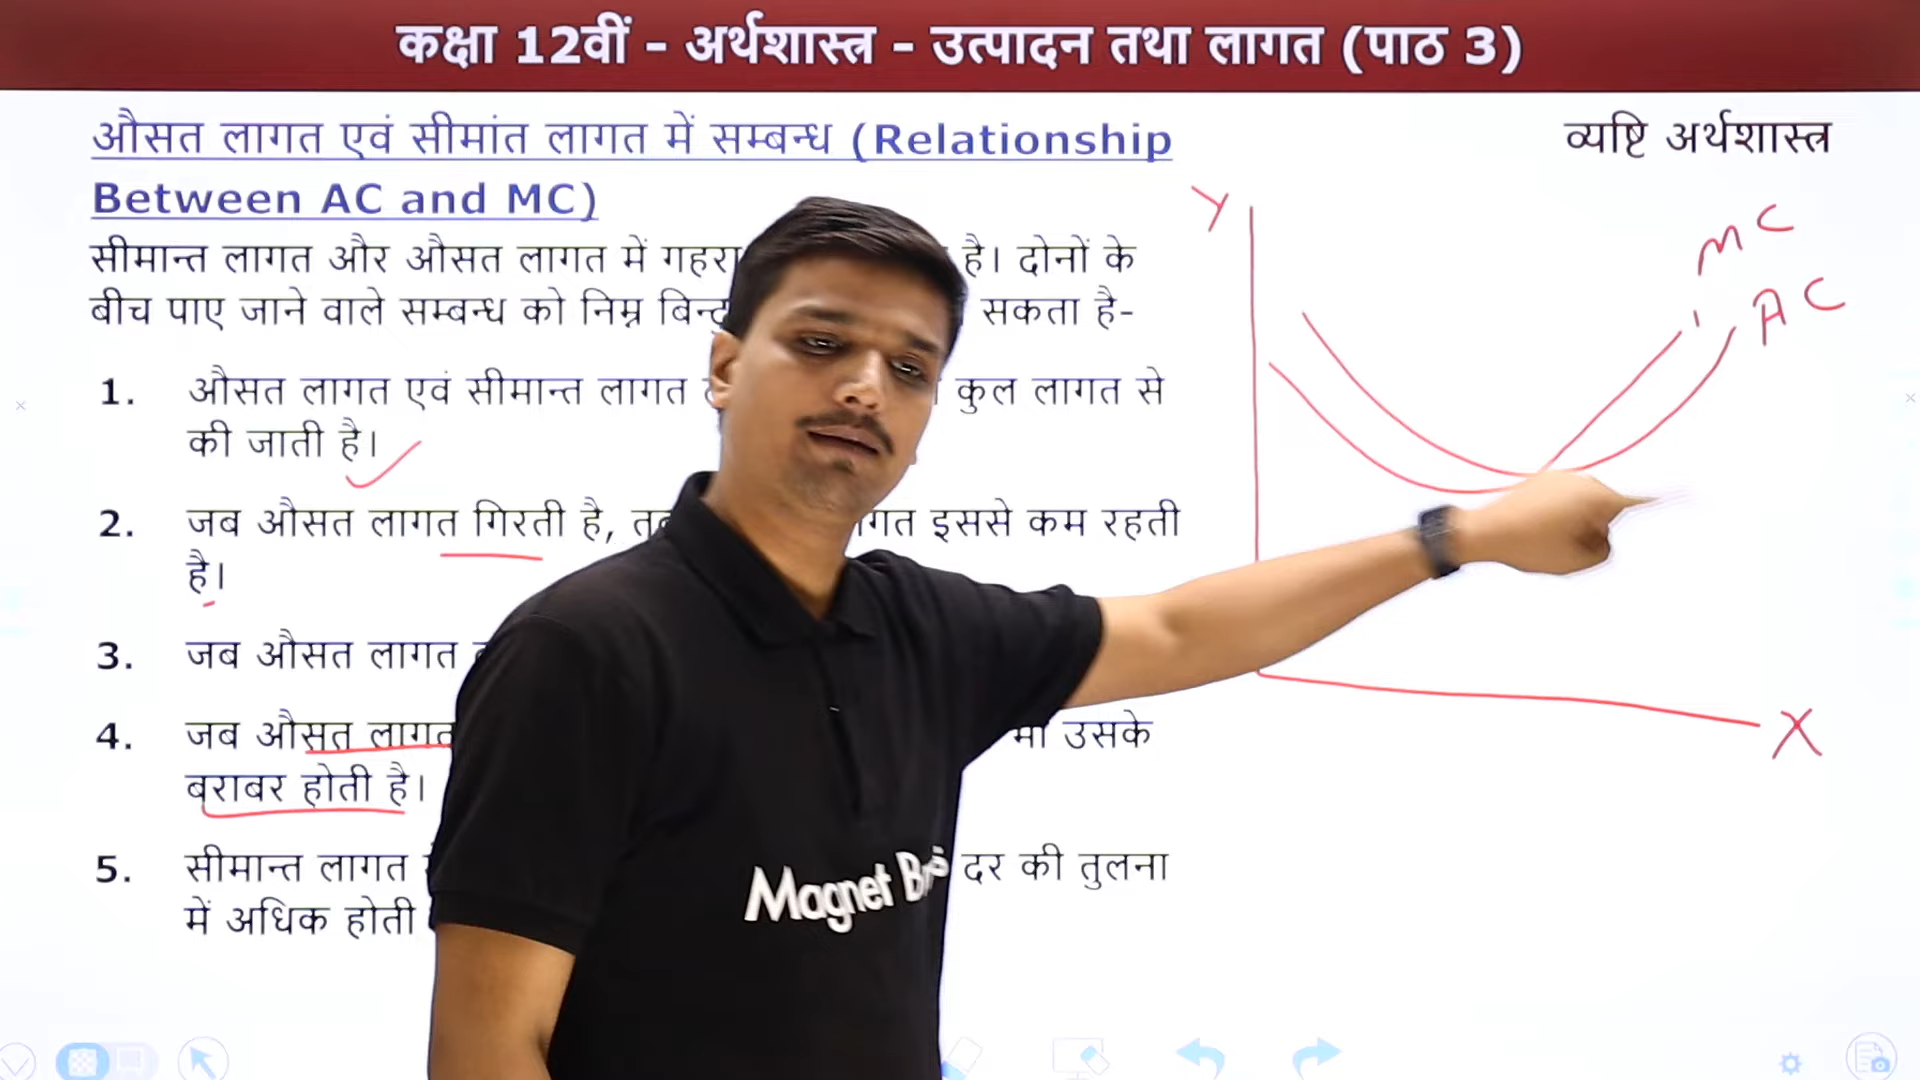 कक्षा 12वीं - अर्थशास्त्र - उत्पादन तथा लागत (पाठ 3)
औसत लागत एवं सीमांत लागत में सम्बन्ध (Relationship
Between AC and MC)
व्यष्टि अर्थशास्त्र
सीमान्त लागत और औसत लागत में गहरा है। दोनों के
बीच पाए जाने वाले सम्बन्ध को निम्न सकता है-
1. औसत लागत एवं सीमान्त लागत कुल लागत से
की जाती है।
2. जब औसत लागत गिरती है, इससे कम रहती
है।
3. जब औसत लागत
4. जब औसत लागत उसके
बराबर होती है।
5. सीमान्त लागत दर की तुलना
में अधिक होती
Y
MC
AC
X
Magnet